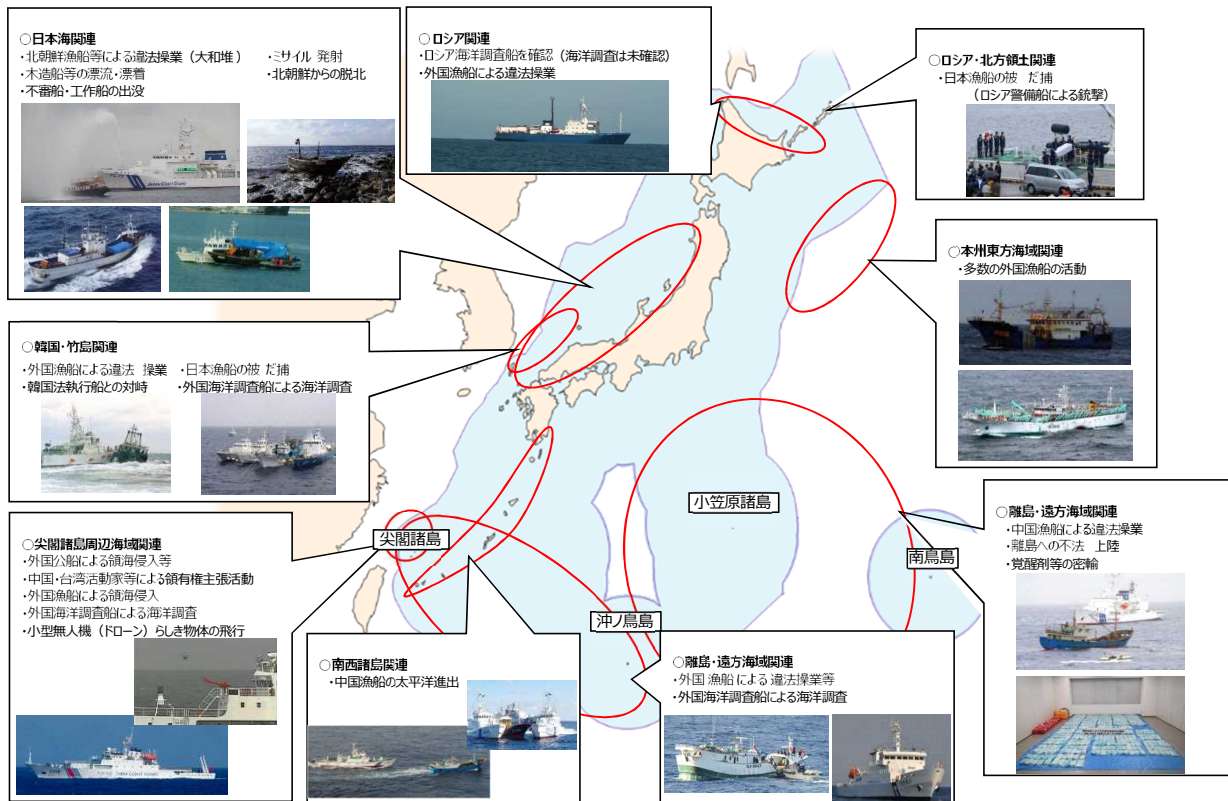 ○日本海関連
・北朝鮮漁船等による違法操業（大和堆）
・ミサイル 発射
・木造船等の漂流・漂着
・北朝鮮からの脱北
・不審船・工作船の出没
○ロシア関連
・ロシア海洋調査船を確認（海洋調査は未確認）
・外国漁船による違法操業
○ロシア・北方領土関連
・日本漁船の被 だ捕
（ロシア警備船による銃撃）
○本州東方海域関連
・多数の外国漁船の活動
○韓国・竹島関連
・外国漁船による違法 操業
・日本漁船の被 だ捕
・韓国法執行船との対峙
・外国海洋調査船による海洋調査
○尖閣諸島周辺海域関連
・外国公船による領海侵入等
・中国・台湾活動家等による領有権主張活動
・外国漁船による領海侵入
・外国海洋調査船による海洋調査
・小型無人機（ドローン）らしき物体の飛行
尖閣諸島
小笠原諸島
南鳥島
沖ノ鳥島
○南西諸島関連
・中国漁船の太平洋進出
○離島・遠方海域関連
・外国 漁船 による 違法操業等
・外国海洋調査船による海洋調査
○離島・遠方海域関連
・中国漁船による違法操業
・離島への不法 上陸
・覚醒剤等の密輸
JAPAN COAST GUARD
CHINA COAST GUARD